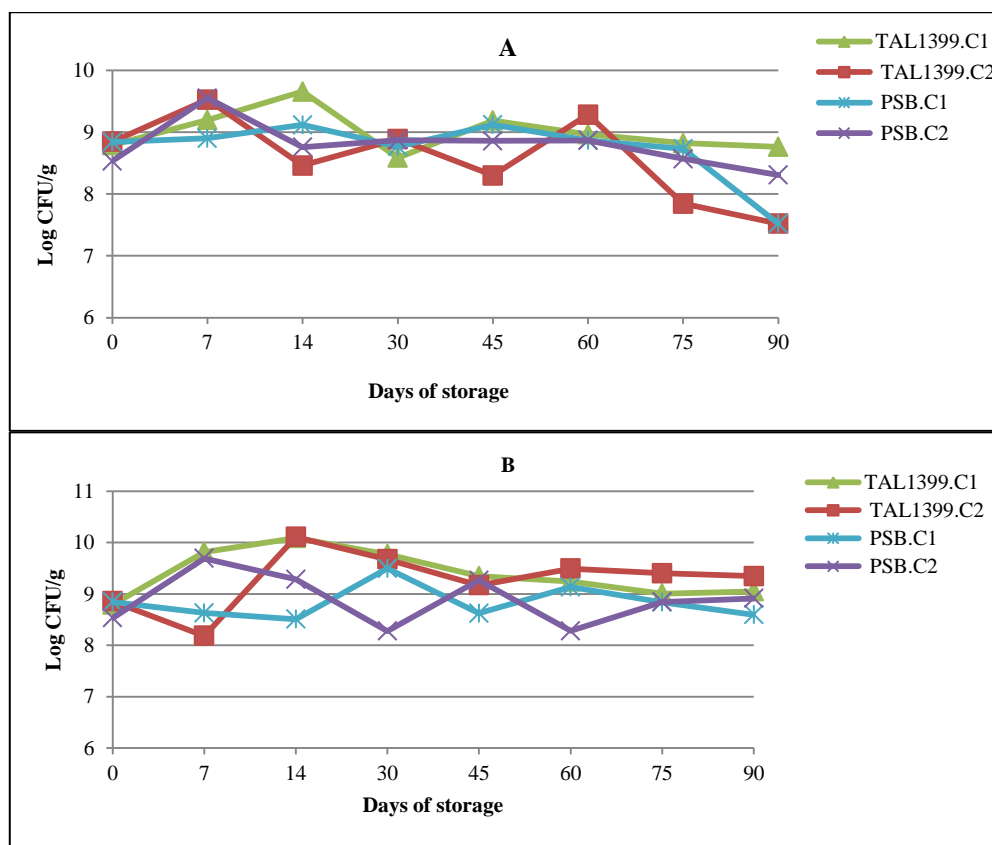 A
TAL1399.C1
TAL1399.C2
PSB.C1
PSB.C2
10
9
8
7
6
Log CFU/g
0 7 14 30 45 60 75 90
Days of storage
B
TAL1399.C1
TAL1399.C2
PSB.C1
PSB.C2
11
10
9
8
7
6
Log CFU/g
0 7 14 30 45 60 75 90
Days of storage